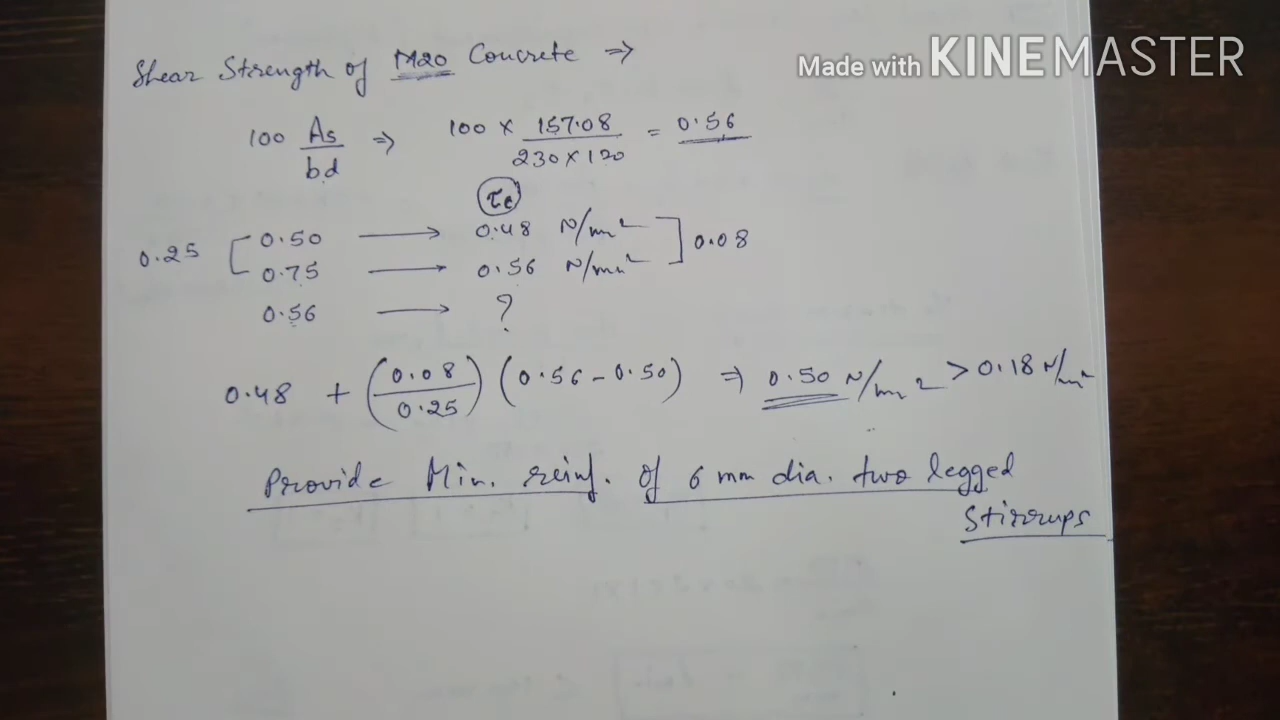 Made with KINEMASTER
Shear Strength of M20 Concrete ⇒
100 As/bd ⇒ 100 × 157.08/230×120 = 0.56
τc
0.25 [ 0.50 → 0.48 N/mm² ] 0.08
0.75 → 0.56 N/mm²
0.56 → ?
0.48 + (0.08/0.25) (0.56-0.50) ⇒ 0.50 N/mm² > 0.18 N/mm²
Provide Min. reinf. of 6 mm dia. two legged
Stirrups